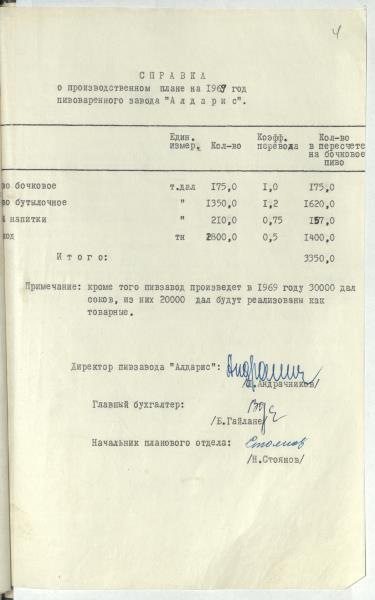 4
СПРАВКА
о производственном плане на 1969 год
пивоваренного завода "Алдарис".
Един. измер. Кол-во Коэфф. перевода Кол-во в пересчете на бочковое пиво
во бочковое т.дал 175,0 1,0 175,0
во бутылочное " 1350,0 1,2 1620,0
напитки " 210,0 0,75 157,0
од тн 2800,0 0,5 1400,0
Итого: 3350,0
Примечание: кроме того пивзавод произведет в 1969 году 30000 дал
соков, из них 20000 дал будут реализованы как
товарные.
Директор пивзавода "Алдарис":
Андрачников/
Главный бухгалтер:
/Б.Гайлане/
Начальник планового отдела: Стоянов
/Н.Стоянов/